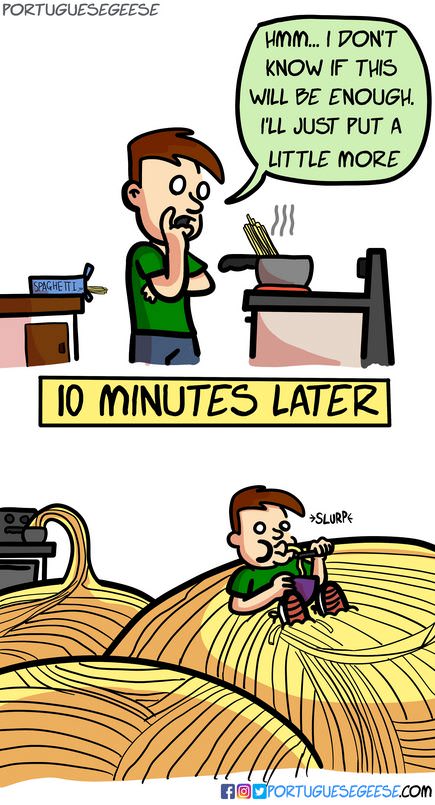 PORTUGUESEGEESE
HMM... I DON'T
KNOW IF THIS
WILL BE ENOUGH.
I'LL JUST PUT A
LITTLE MORE
SPAGHETTI
10 MINUTES LATER
SLURP
PORTUGUESEGEESE.COM